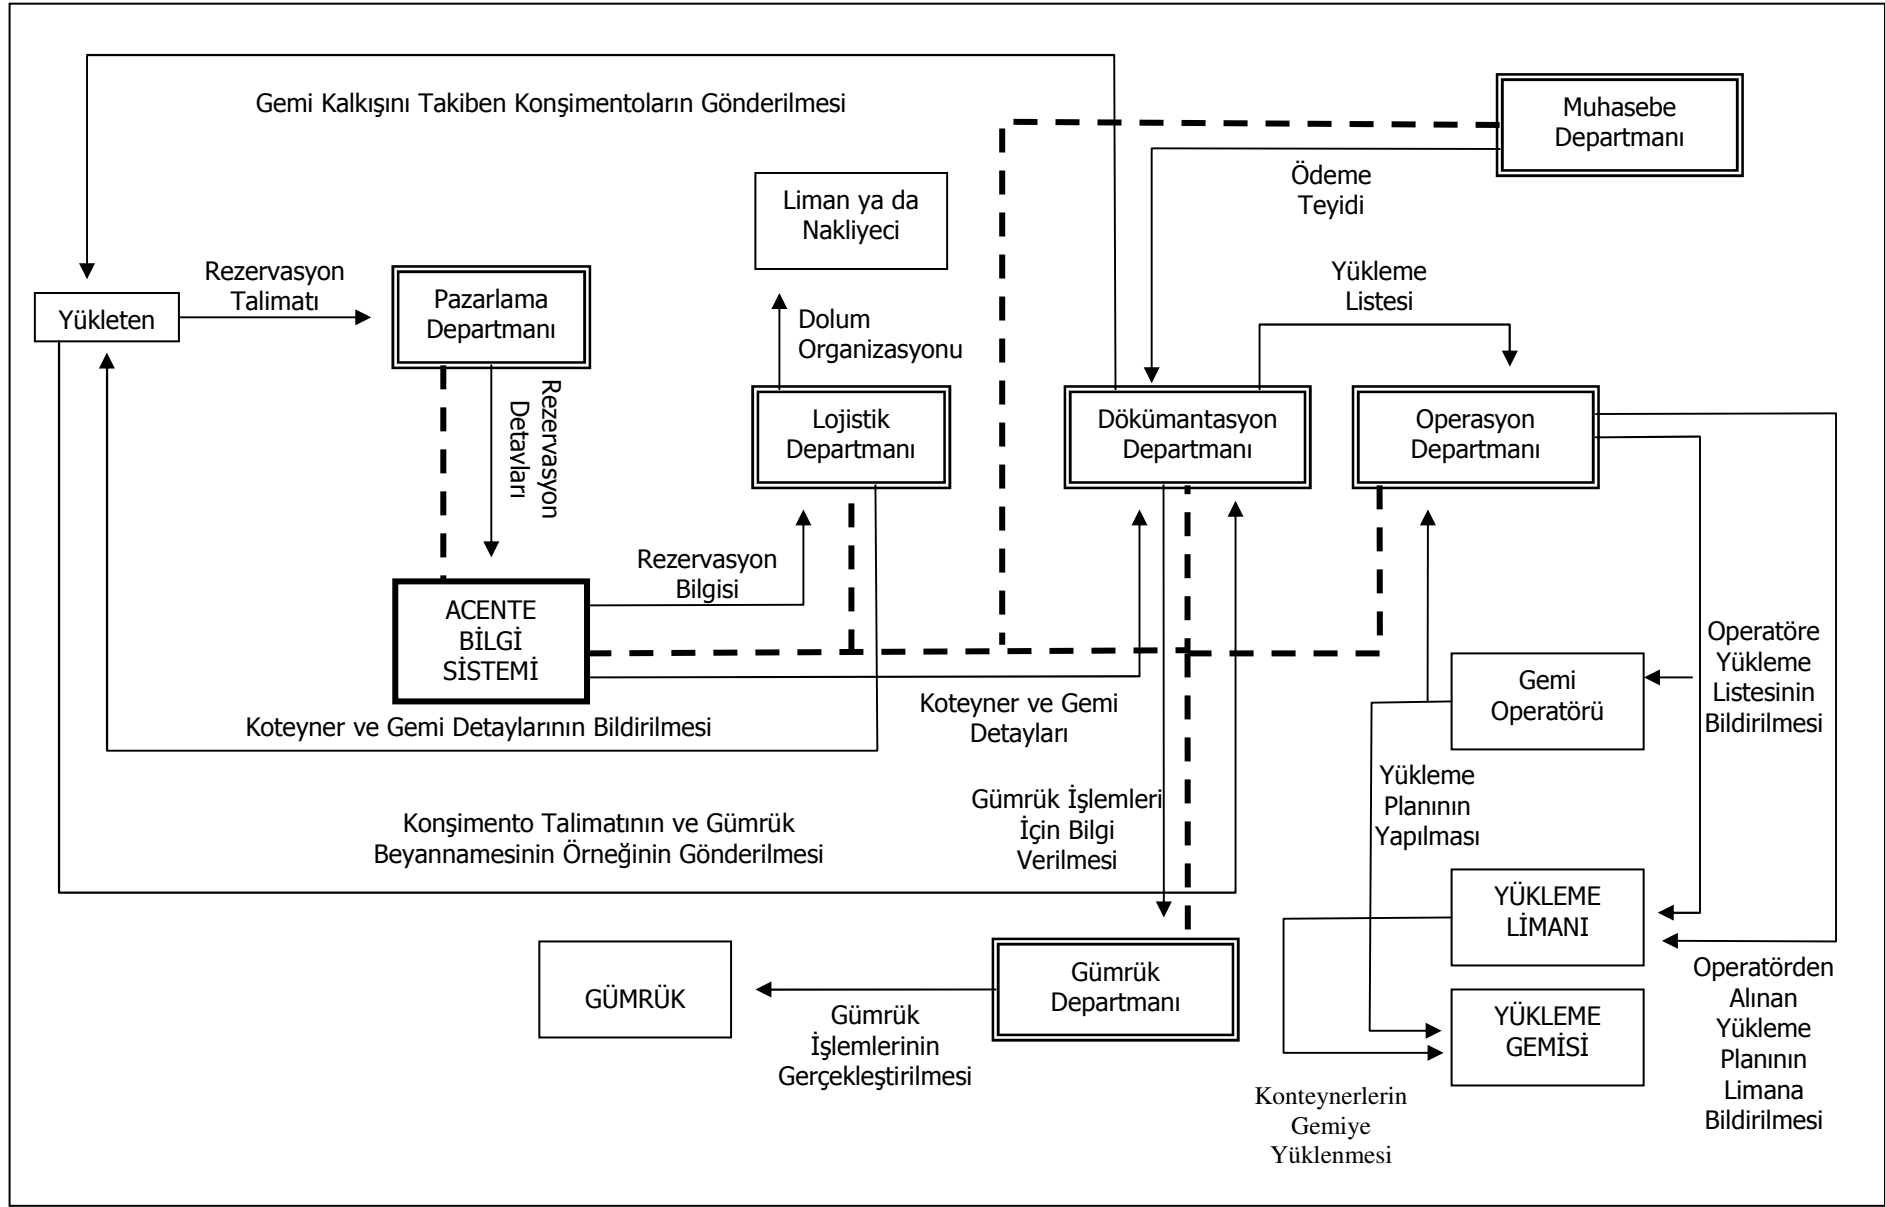 Gemi Kalkışını Takiben Konşimentoların Gönderilmesi
Muhasebe
Departmanı
Ödeme
Teyidi
Liman ya da
Nakliyeci
Rezervasyon
Talimatı
Yükleten
Pazarlama
Departmanı
Dolum
Organizasyonu
Yükleme
Listesi
Rezervasyon
Detayları
Lojistik
Departmanı
Dökümantasyon
Departmanı
Operasyon
Departmanı
Rezervasyon
Bilgisi
ACENTE
BİLGİ
SİSTEMİ
Koteyner ve Gemi Detaylarının Bildirilmesi
Koteyner ve Gemi
Detayları
Gemi
Operatörü
Operatöre
Yükleme
Listesinin
Bildirilmesi
Yükleme
Planının
Yapılması
Gümrük İşlemleri
İçin Bilgi
Verilmesi
Konşimento Talimatının ve Gümrük
Beyannamesinin Örneğinin Gönderilmesi
YÜKLEME
LİMANI
GÜMRÜK
Gümrük
Departmanı
Gümrük
İşlemlerinin
Gerçekleştirilmesi
YÜKLEME
GEMİSİ
Operatörden
Alınan
Yükleme
Planının
Limana
Bildirilmesi
Konteynerlerin
Gemiye
Yüklenmesi